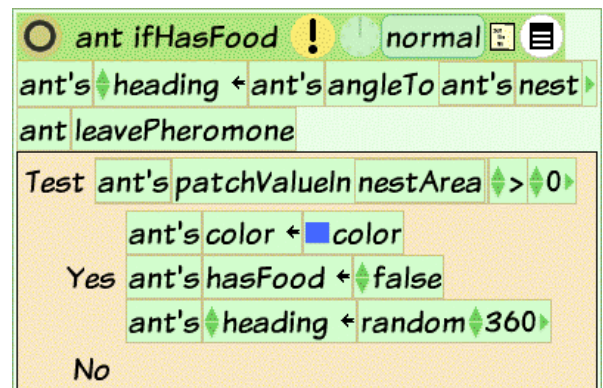 ant ifHasFood ! normal
ant's heading ← ant's angleTo ant's nest
ant leavePheromone
Test ant's patchValueIn nestArea > 0
ant's color ← color
Yes ant's hasFood ← false
ant's heading ← random 360
No